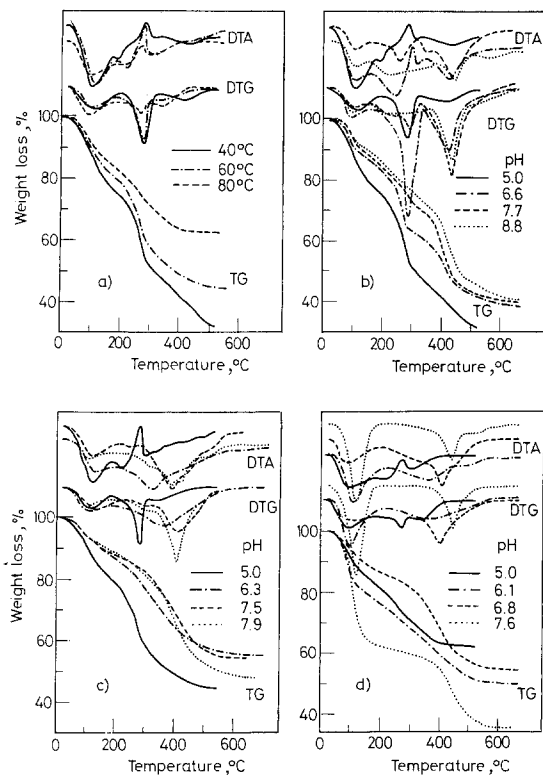 DTA
DTG
100
80
60
40
Weight loss ,%
40°C
60°C
80°C
TG
a)
0 200 400 600
Temperature ,°C
DTA
DTG
100
80
60
40
pH
5.0
6.6
7.7
8.8
b)
TG
0 200 400 600
Temperature ,°C
DTA
DTG
100
80
60
40
Weight loss ,%
pH
5.0
6.3
7.5
7.9
c)
TG
0 200 400 600
Temperature ,°C
DTA
DTG
100
80
60
40
pH
5.0
6.1
6.8
7.6
d)
TG
0 200 400 600
Temperature ,°C